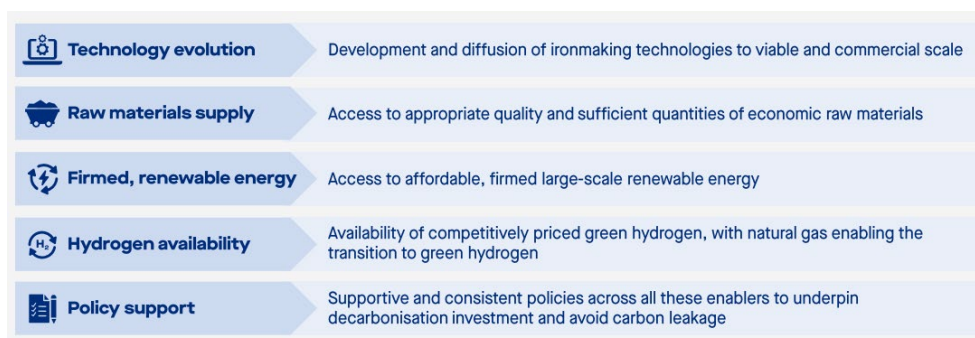 Technology evolution
Development and diffusion of ironmaking technologies to viable and commercial scale
Raw materials supply
Access to appropriate quality and sufficient quantities of economic raw materials
Firmed, renewable energy
Access to affordable, firmed large-scale renewable energy
H₂
Hydrogen availability
Availability of competitively priced green hydrogen, with natural gas enabling the
transition to green hydrogen
Policy support
Supportive and consistent policies across all these enablers to underpin
decarbonisation investment and avoid carbon leakage